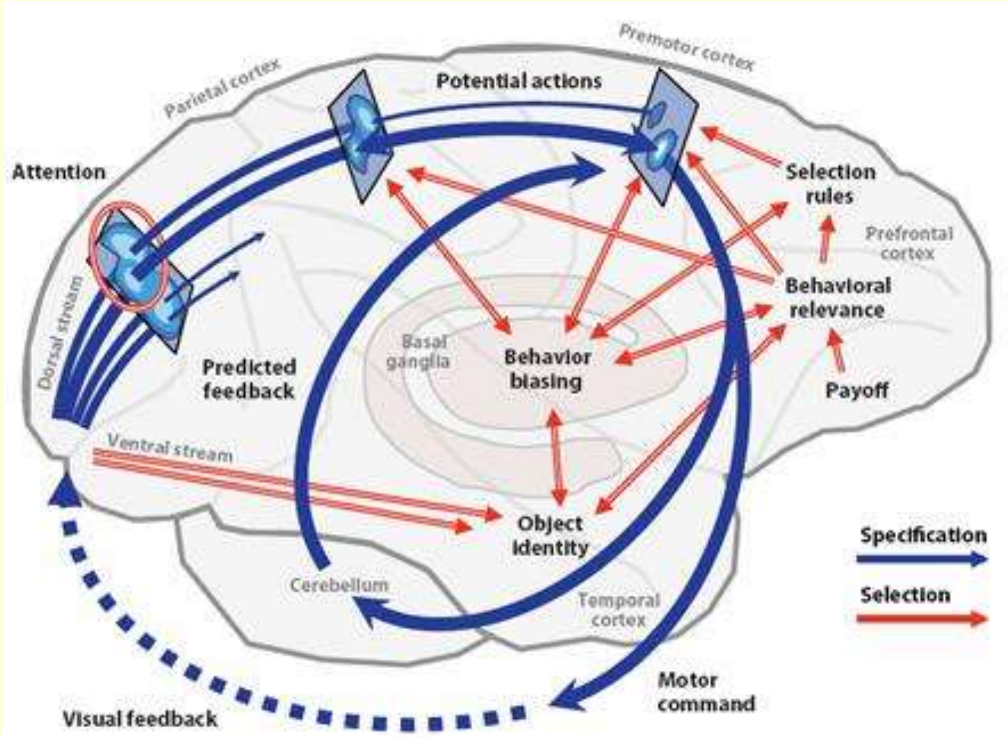 Premotor cortex
Parietal cortex
Potential actions
Attention
Selection
rules
Prefrontal
cortex
Behavioral
relevance
Dorsal stream
Basal
ganglia
Behavior
biasing
Predicted
feedback
Payoff
Ventral stream
Object
identity
Specification
Cerebellum
Selection
Temporal
cortex
Motor
command
Visual feedback